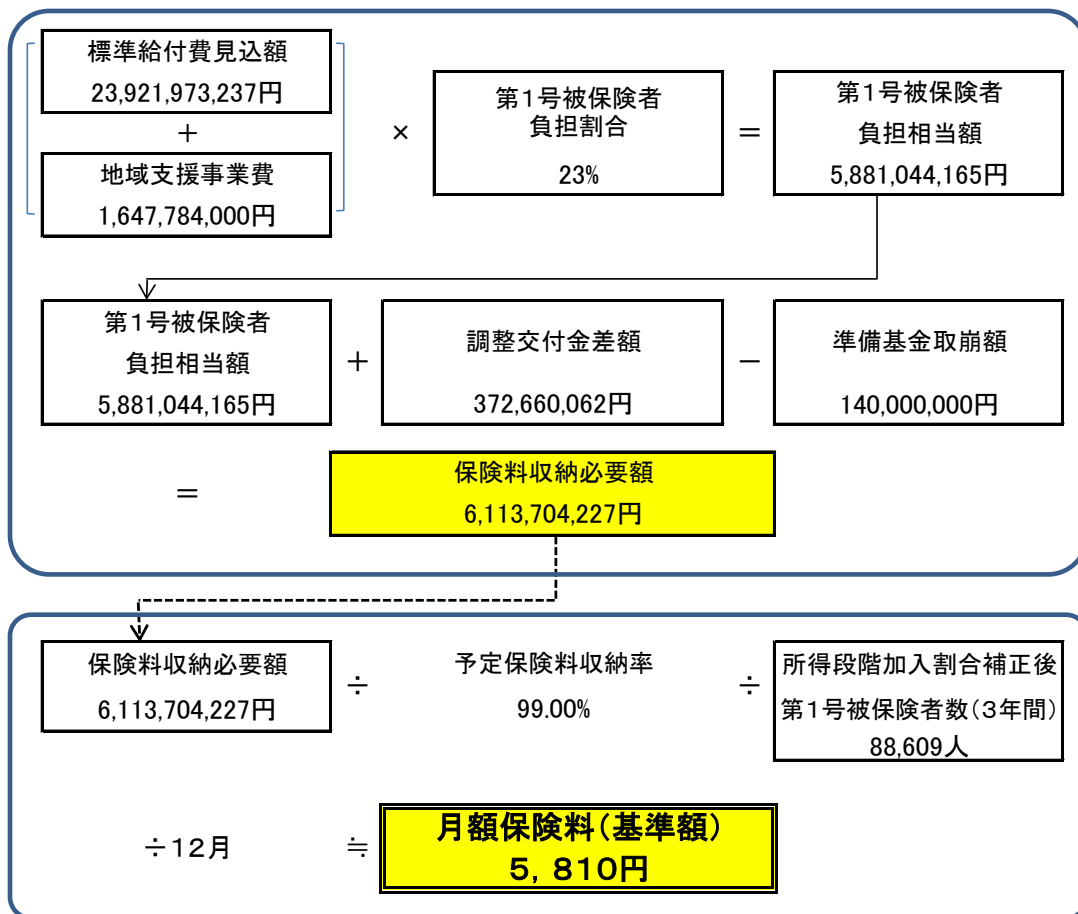 標準給付費見込額
23,921,973,237円
＋
地域支援事業費
1,647,784,000円
×
第１号被保険者
負担割合
23%
＝
第１号被保険者
負担相当額
5,881,044,165円
第１号被保険者
負担相当額
5,881,044,165円
＋
調整交付金差額
372,660,062円
－
準備基金取崩額
140,000,000円
＝
保険料収納必要額
6,113,704,227円
保険料収納必要額
6,113,704,227円
÷
予定保険料収納率
99.00%
÷
所得段階加入割合補正後
第１号被保険者数（３年間）
88,609人
÷１２月
≒
月額保険料（基準額）
５，８１０円